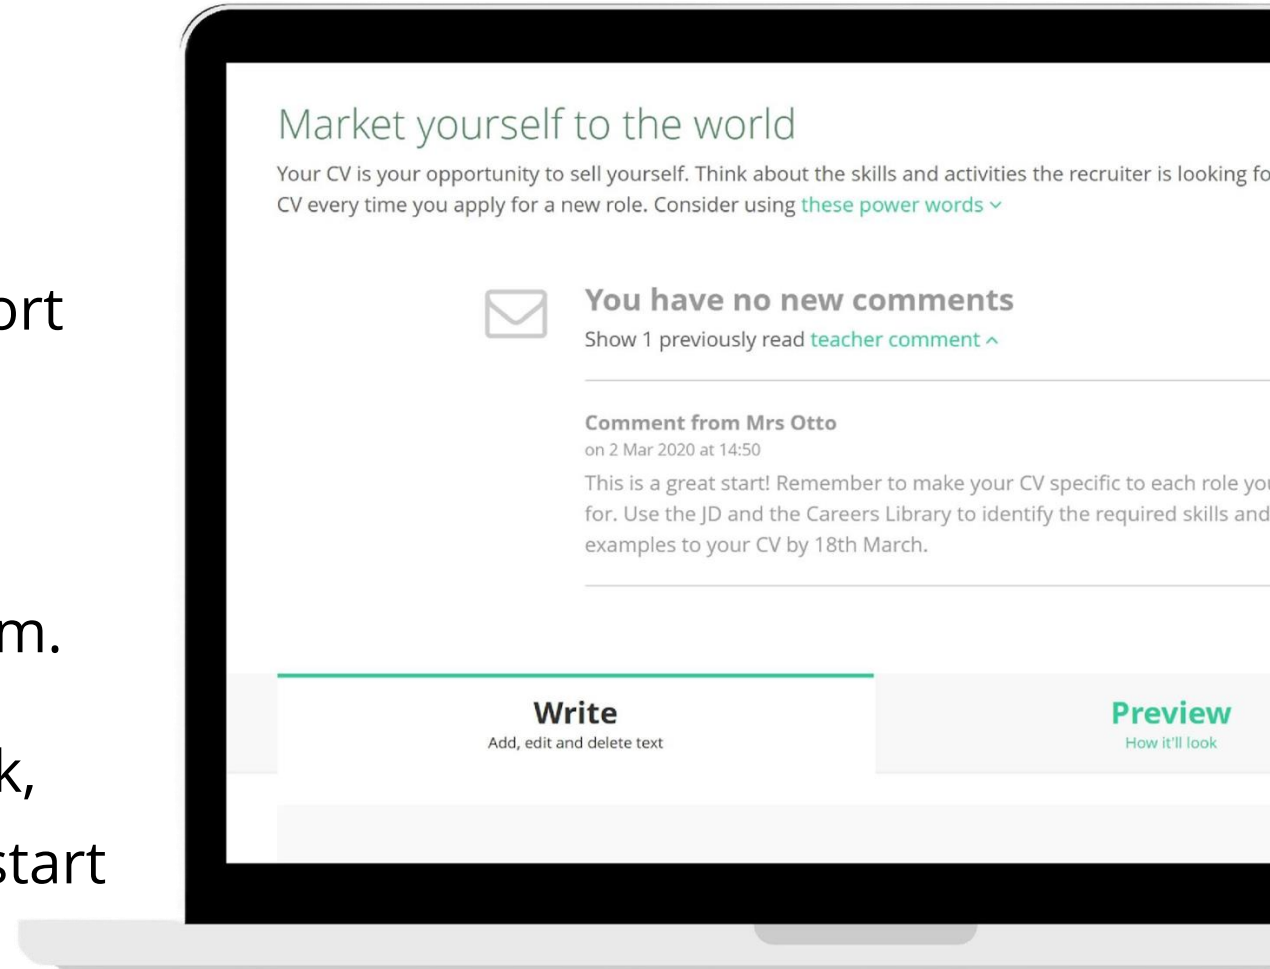 ort
m.
k,
start
Market yourself to the world
Your CV is your opportunity to sell yourself. Think about the skills and activities the recruiter is looking fo
CV every time you apply for a new role. Consider using these power words
You have no new comments
Show 1 previously read teacher comment
Comment from Mrs Otto
on 2 Mar 2020 at 14:50
This is a great start! Remember to make your CV specific to each role you
for. Use the JD and the Careers Library to identify the required skills and
examples to your CV by 18th March.
Write
Add, edit and delete text
Preview
How it'll look